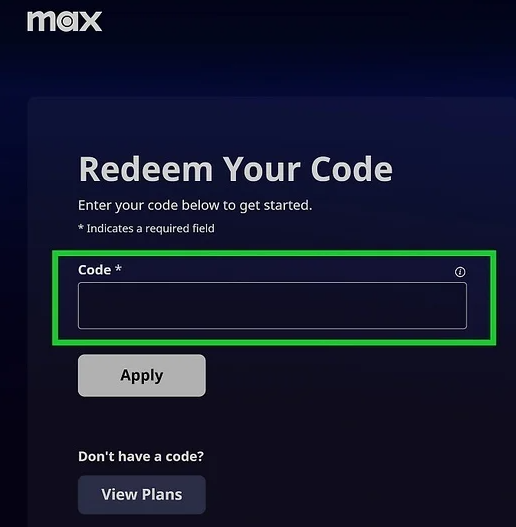 max
Redeem Your Code
Enter your code below to get started.
* Indicates a required field
Code *
Apply
Don't have a code?
View Plans